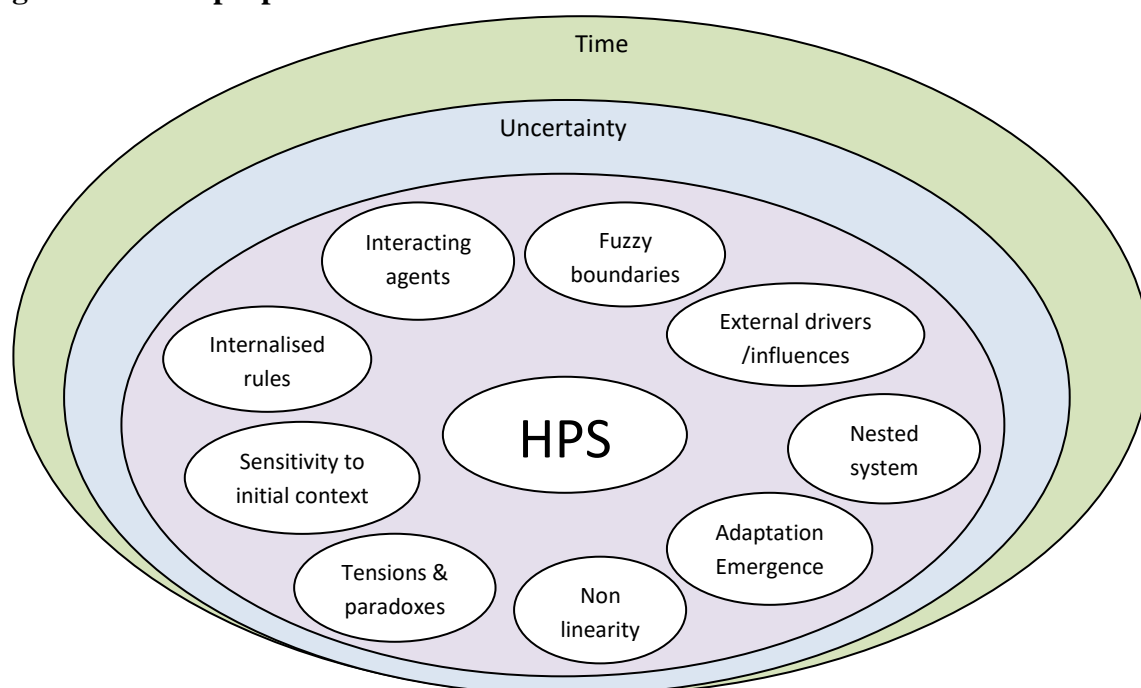 Time
Uncertainty
Interacting
agents
Fuzzy
boundaries
External drivers
/influences
Internalised
rules
HPS
Nested
system
Sensitivity to
initial context
Adaptation
Emergence
Tensions &
paradoxes
Non
linearity